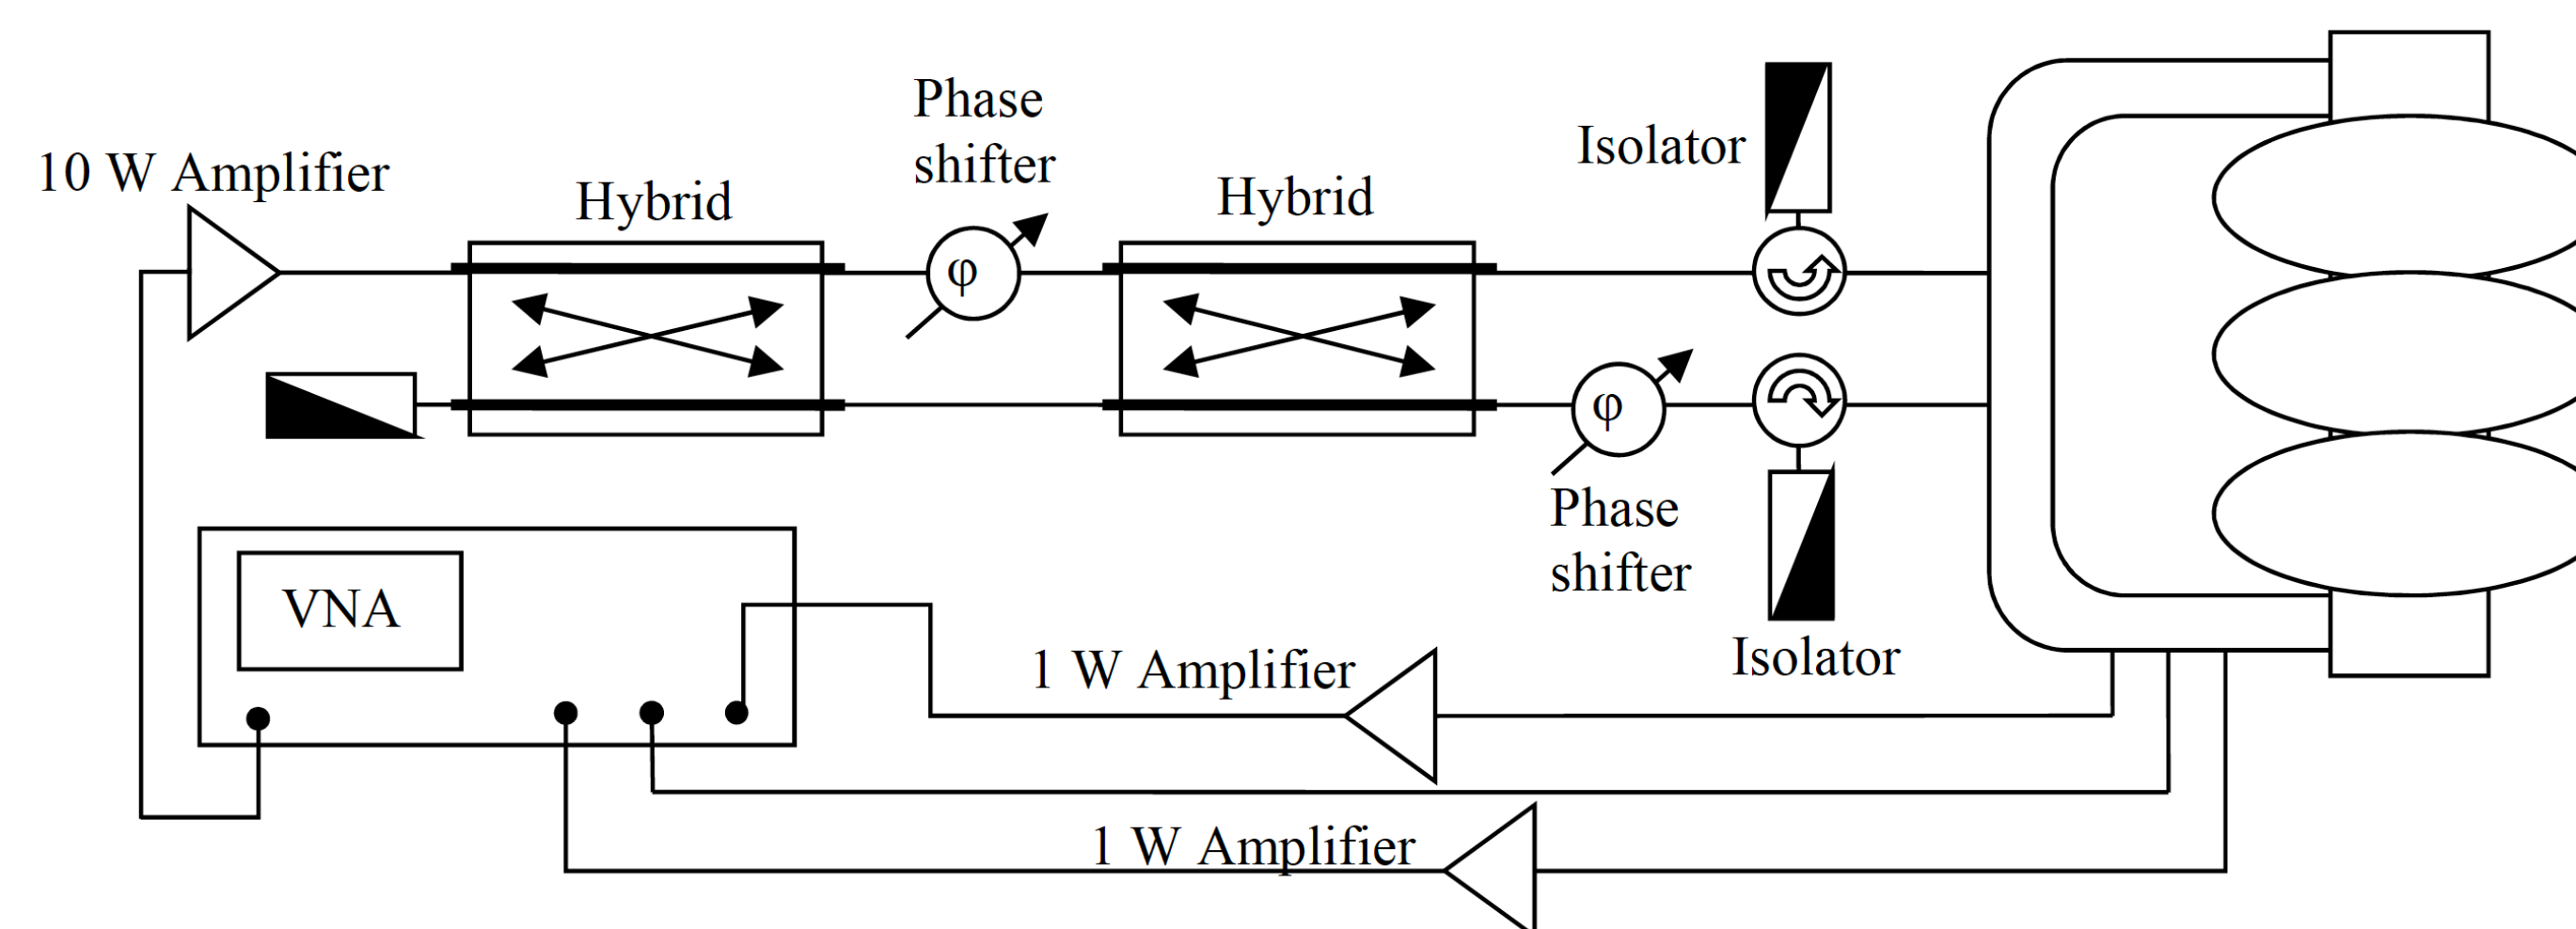 Phase
shifter
Isolator
10 W Amplifier
Hybrid
Hybrid
φ
φ
Phase
shifter
VNA
Isolator
1 W Amplifier
1 W Amplifier